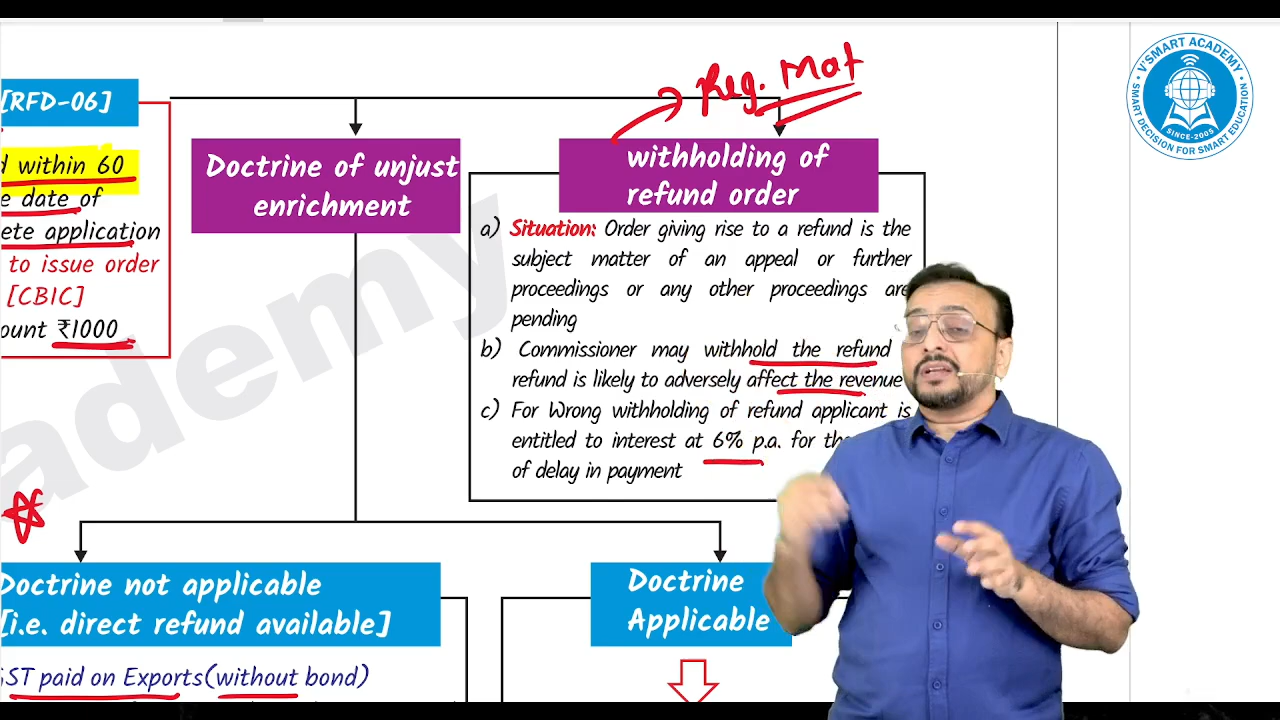 Reg. Mat
V'SMART ACADEMY
SMART DECISION FOR SMART EDUCATION
SINCE-2005
[RFD-06]
d within 60
e date of
ete application
to issue order
[CBIC]
ount ₹1000
Doctrine of unjust
enrichment
withholding of
refund order
a) Situation: Order giving rise to a refund is the
subject matter of an appeal or further
proceedings or any other proceedings are
pending
b) Commissioner may withhold the refund
refund is likely to adversely affect the revenue
c) For Wrong withholding of refund applicant is
entitled to interest at 6% p.a. for the
of delay in payment
ademy
Doctrine not applicable
[i.e. direct refund available]
Doctrine
Applicable
ST paid on Exports(without bond)